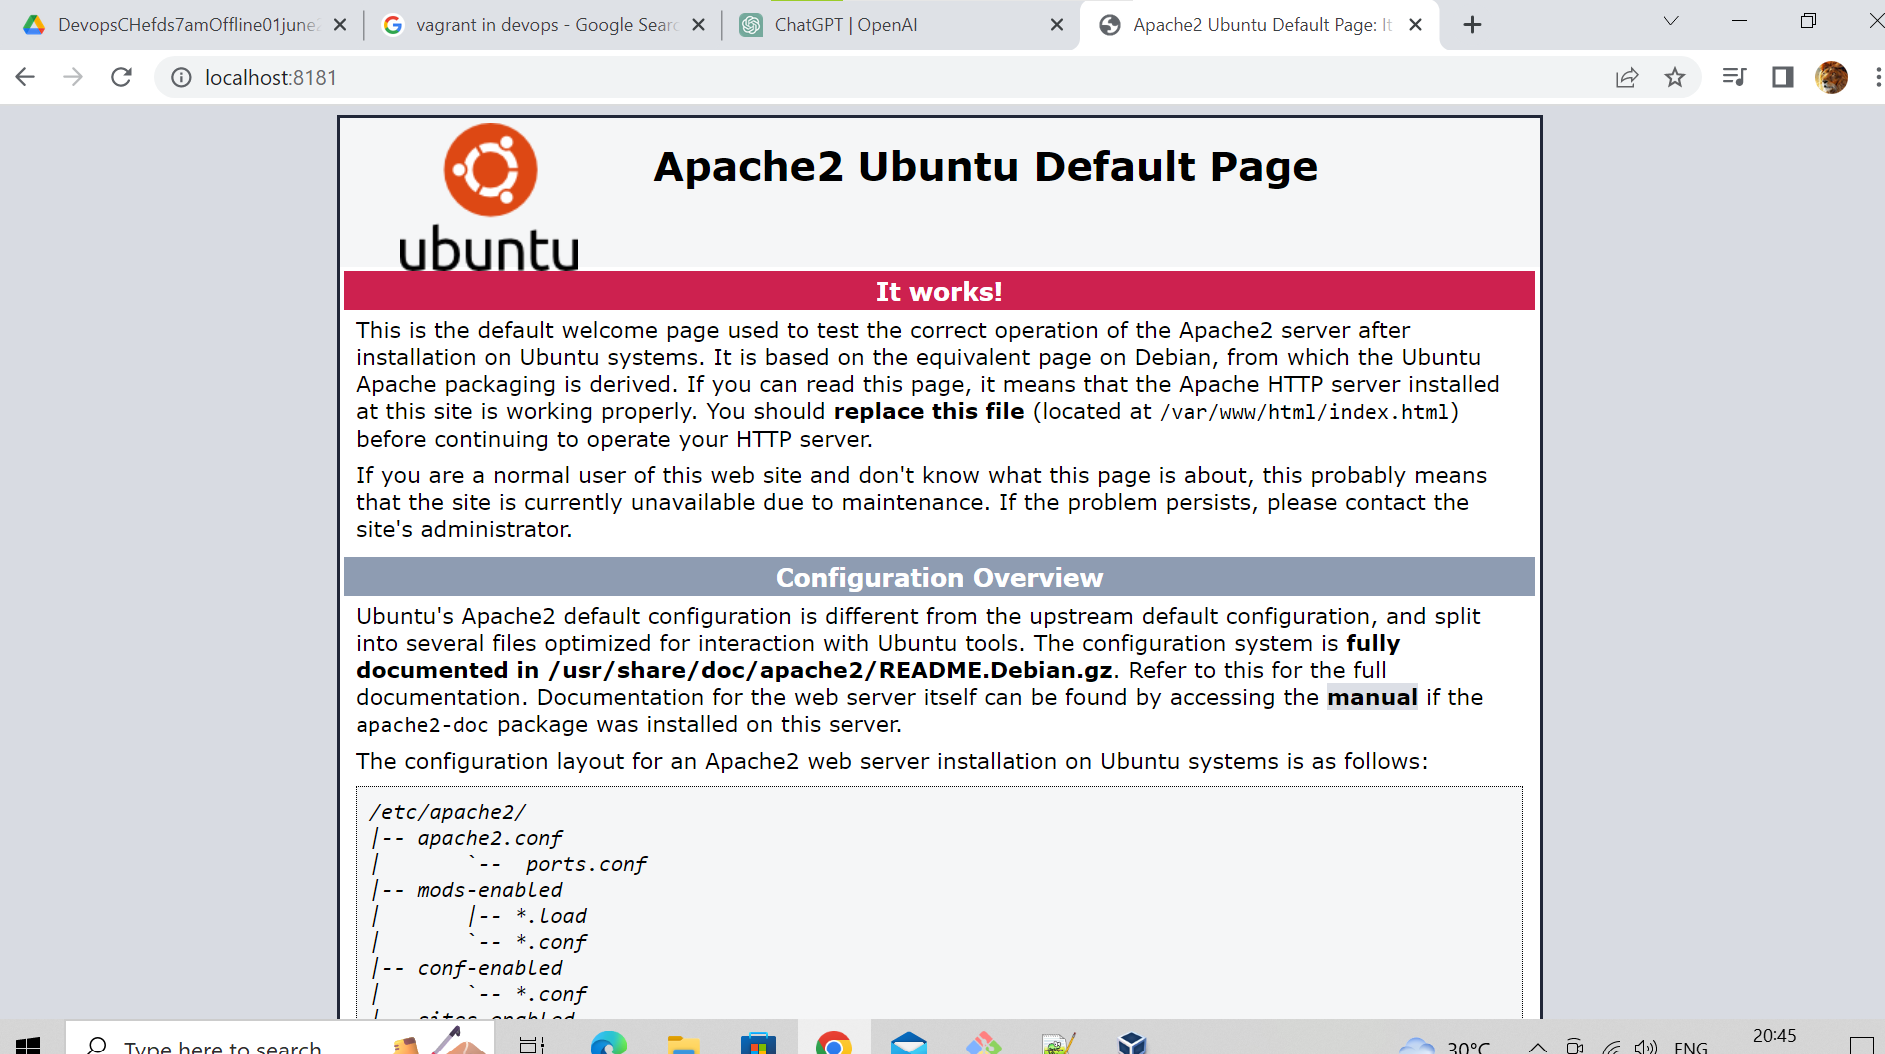 DevopsCHefds7amOffline01june2
vagrant in devops - Google Searc
ChatGPT | OpenAI
Apache2 Ubuntu Default Page: It
localhost:8181
ubuntu
Apache2 Ubuntu Default Page
It works!
This is the default welcome page used to test the correct operation of the Apache2 server after
installation on Ubuntu systems. It is based on the equivalent page on Debian, from which the Ubuntu
Apache packaging is derived. If you can read this page, it means that the Apache HTTP server installed
at this site is working properly. You should replace this file (located at /var/www/html/index.html)
before continuing to operate your HTTP server.
If you are a normal user of this web site and don't know what this page is about, this probably means
that the site is currently unavailable due to maintenance. If the problem persists, please contact the
site's administrator.
Configuration Overview
Ubuntu's Apache2 default configuration is different from the upstream default configuration, and split
into several files optimized for interaction with Ubuntu tools. The configuration system is fully
documented in /usr/share/doc/apache2/README.Debian.gz. Refer to this for the full
documentation. Documentation for the web server itself can be found by accessing the manual if the
apache2-doc package was installed on this server.
The configuration layout for an Apache2 web server installation on Ubuntu systems is as follows:
/etc/apache2/
|-- apache2.conf
|       `--  ports.conf
|-- mods-enabled
|       |-- *.load
|       `-- *.conf
|-- conf-enabled
|       `-- *.conf
|-- sites-enabled
Type here to search
30°C
ENG
20:45